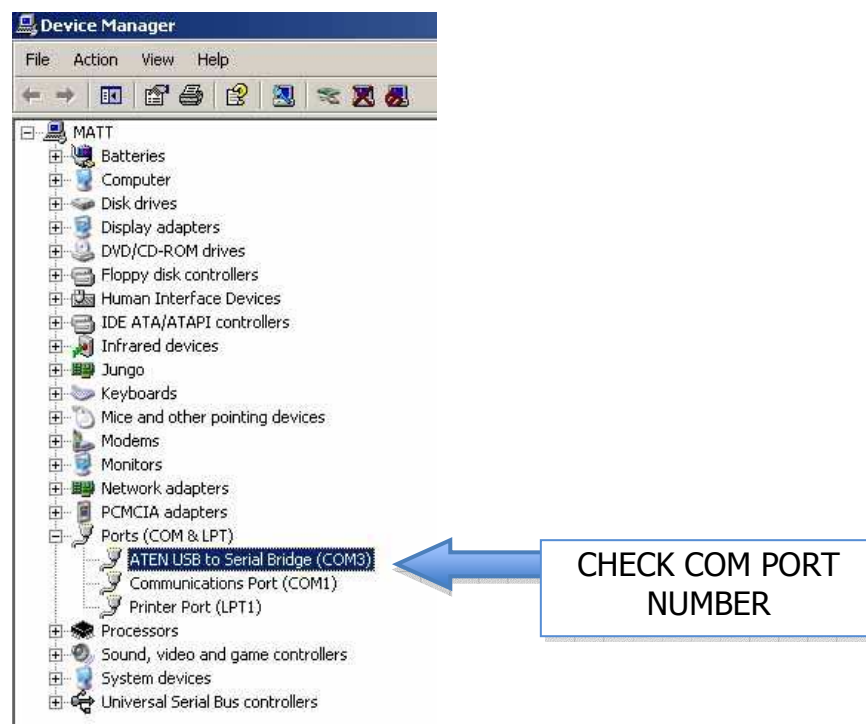 Device Manager
File Action View Help
MATT
Batteries
Computer
Disk drives
Display adapters
DVD/CD-ROM drives
Floppy disk controllers
Human Interface Devices
IDE ATA/ATAPI controllers
Infrared devices
Jungo
Keyboards
Mice and other pointing devices
Modems
Monitors
Network adapters
PCMCIA adapters
Ports (COM & LPT)
ATEN USB to Serial Bridge (COM3)
Communications Port (COM1)
Printer Port (LPT1)
Processors
Sound, video and game controllers
System devices
Universal Serial Bus controllers
CHECK COM PORT
NUMBER